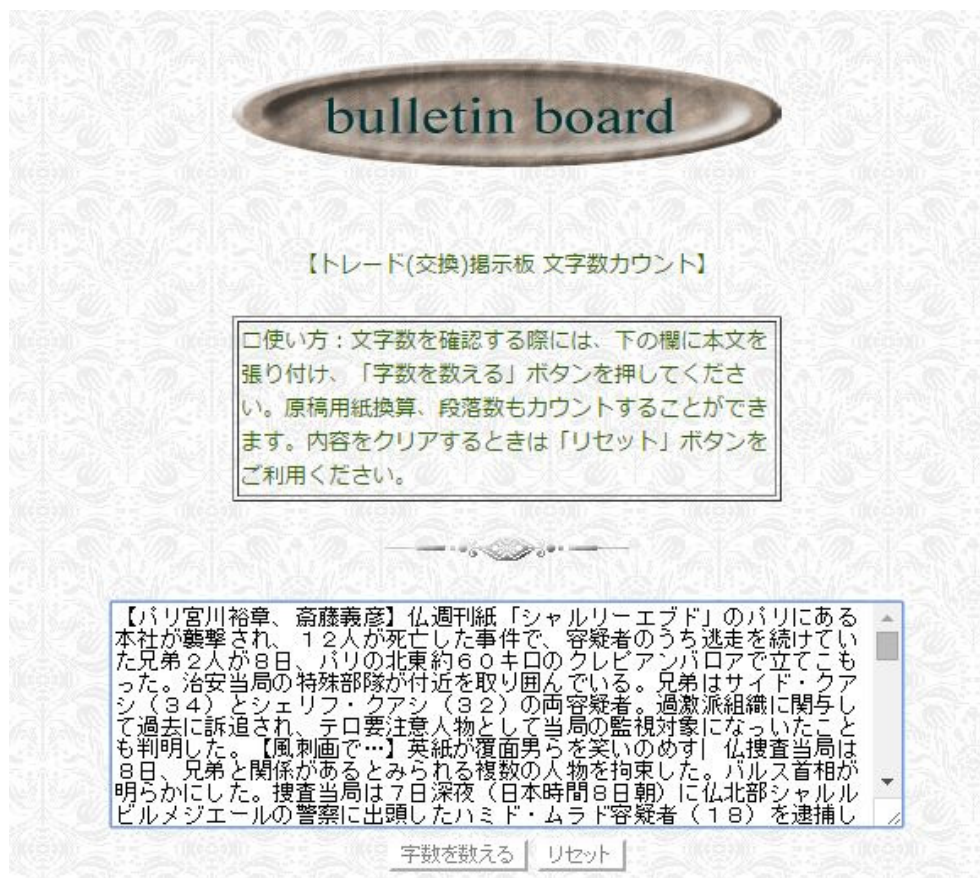 bulletin board
【トレード(交換)掲示板 文字数カウント】
□使い方：文字数を確認する際には、下の欄に本文を
張り付け、「字数を数える」ボタンを押してくださ
い。原稿用紙換算、段落数もカウントすることができ
ます。内容をクリアするときは「リセット」ボタンを
ご利用ください。
【パリ宮川裕章、斎藤義彦】仏週刊紙「シャルリーエブド」のパリにある
本社が襲撃され、１２人が死亡した事件で、容疑者のうち逃走を続けてい
た兄弟２人が８日、パリの北東約６０キロのクレピアンバロアで立てこも
った。治安当局の特殊部隊が付近を取り囲んでいる。兄弟はサイド・クア
シ（３４）とシェリフ・クアシ（３２）の両容疑者。過激派組織に関与し
て過去に訴追され、テロ要注意人物として当局の監視対象になっいたこと
も判明した。【風刺画で…】英紙が覆面男らを笑いのめす|　仏捜査当局は
８日、兄弟と関係があるとみられる複数の人物を拘束した。バルス首相が
明らかにした。捜査当局は７日深夜（日本時間８日朝）に仏北部シャルル
ビルメジエールの警察に出頭したハミド・ムラド容疑者（１８）を逮捕し
字数を数える リセット